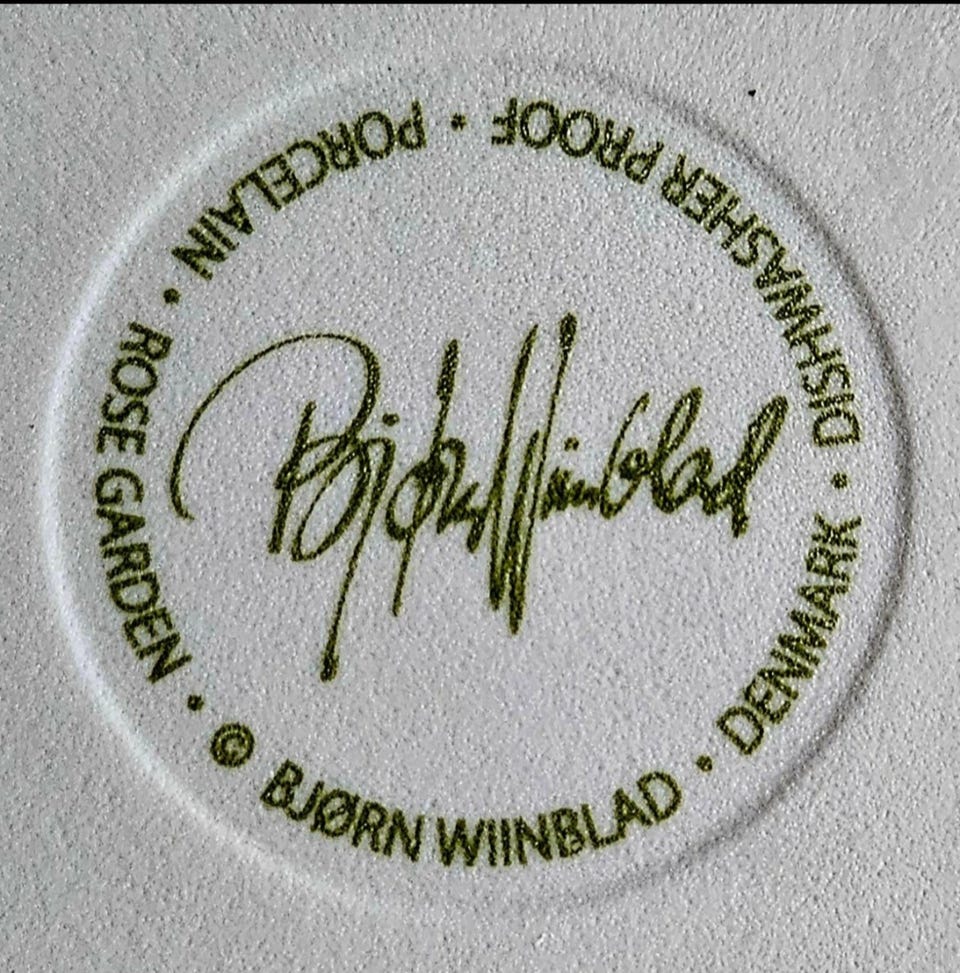 Bjørn Wiinblad
PORCELAIN • ROSE GARDEN • © BJØRN WIINBLAD • DENMARK • DISHWASHER PROOF •